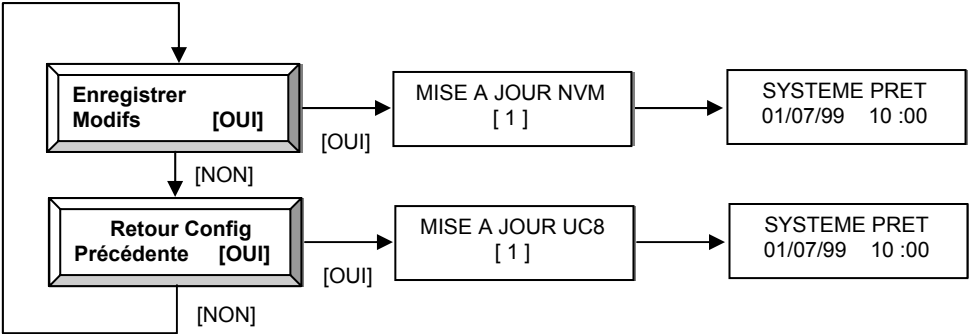 Enregistrer
Modifs [OUI]
[OUI]
MISE A JOUR NVM
[ 1 ]
SYSTEME PRET
01/07/99 10 :00
[NON]
Retour Config
Précédente [OUI]
[OUI]
MISE A JOUR UC8
[ 1 ]
SYSTEME PRET
01/07/99 10 :00
[NON]